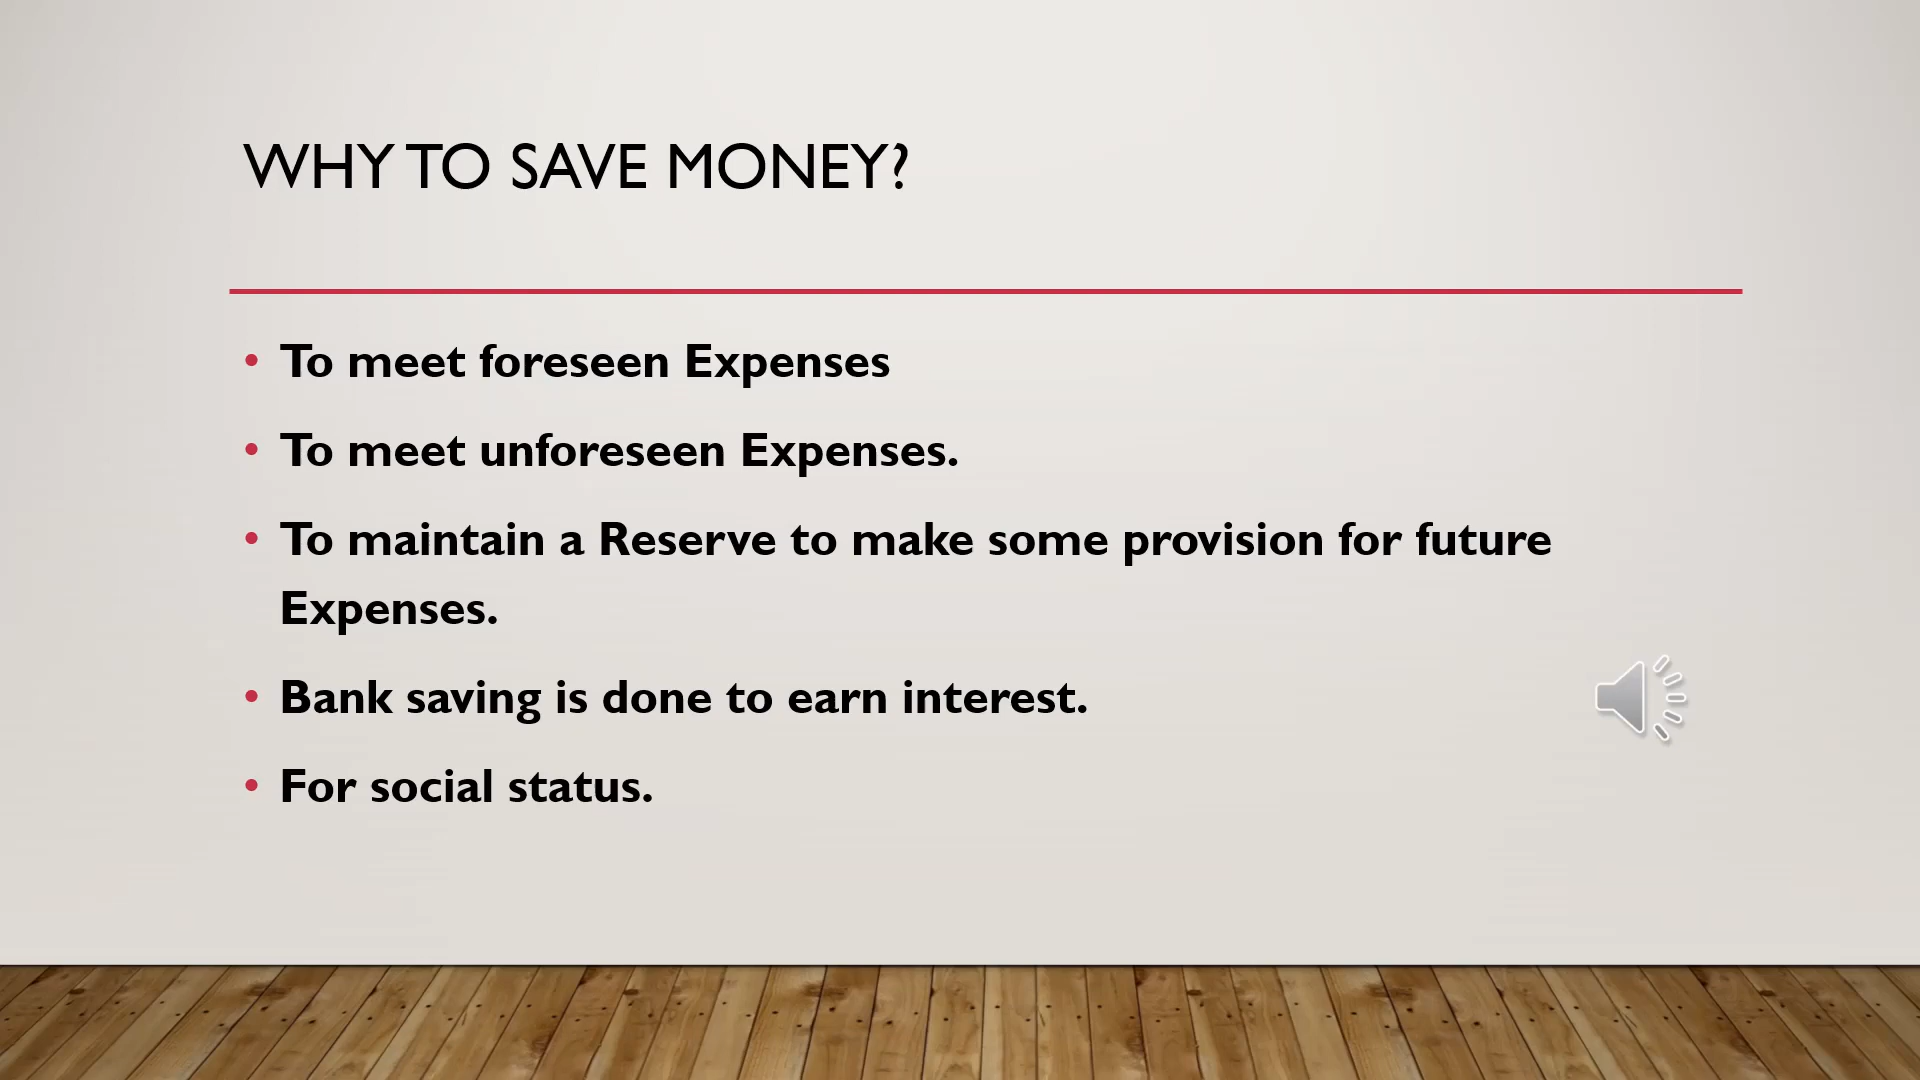 WHY TO SAVE MONEY?
• To meet foreseen Expenses
• To meet unforeseen Expenses.
• To maintain a Reserve to make some provision for future
Expenses.
• Bank saving is done to earn interest.
• For social status.